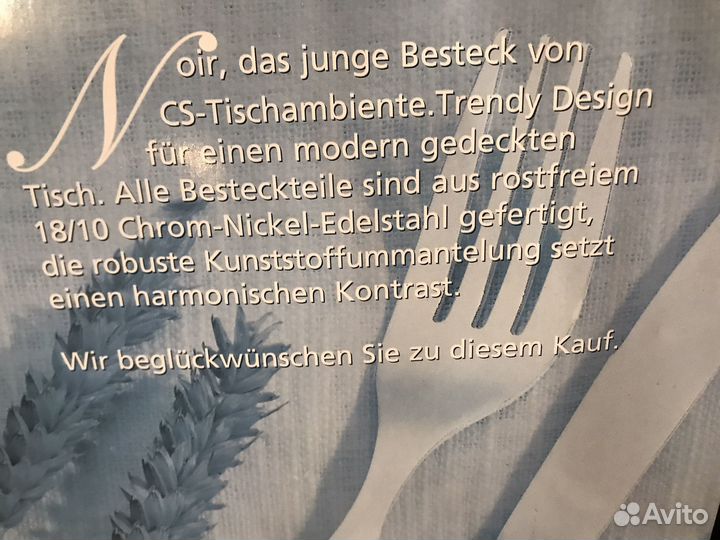 Noir, das junge Besteck von
CS-Tischambiente.Trendy Design
für einen modern gedeckten
Tisch. Alle Besteckteile sind aus rostfreiem
18/10 Chrom-Nickel-Edelstahl gefertigt,
die robuste Kunststoffummantelung setzt
einen harmonischen Kontrast.
Wir beglückwünschen Sie zu diesem Kauf.
Avito